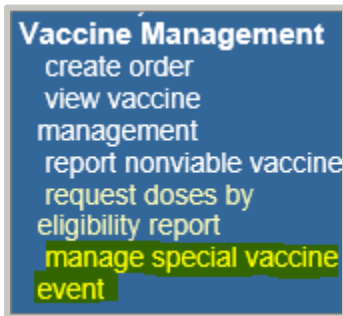 Vaccine Management
create order
view vaccine
management
report nonviable vaccine
request doses by
eligibility report
manage special vaccine
event